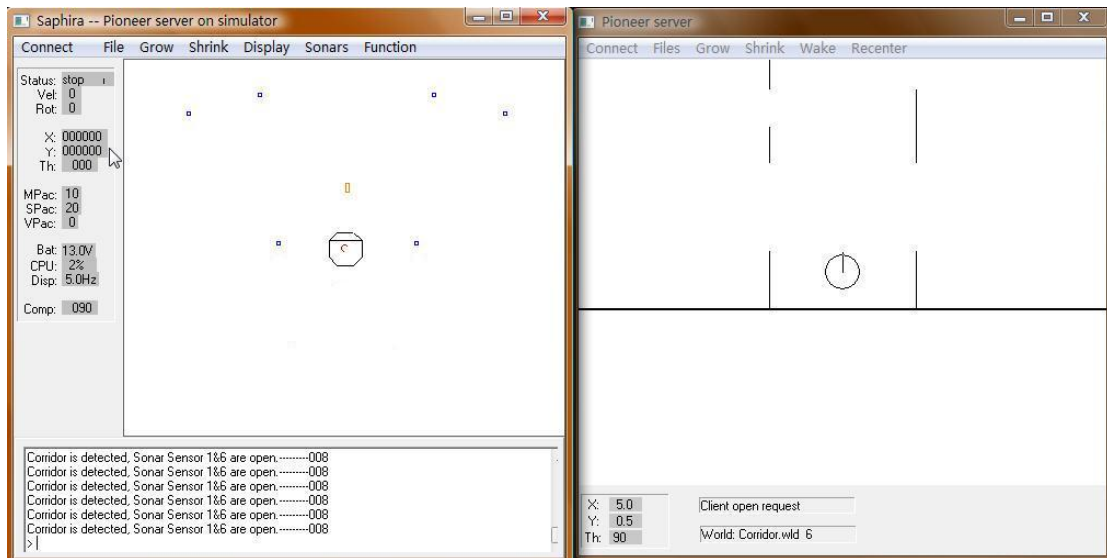 Saphira -- Pioneer server on simulator
Connect File Grow Shrink Display Sonars Function
Status: stop
Vel: 0
Rot: 0
X: 000000
Y: 000000
Th: 000
MPac: 10
SPac: 20
VPac: 0
Bat: 13.0V
CPU: 2%
Disp: 5.0Hz
Comp: 090
Corridor is detected, Sonar Sensor 1&6 are open.---------008
Corridor is detected, Sonar Sensor 1&6 are open.---------008
Corridor is detected, Sonar Sensor 1&6 are open.---------008
Corridor is detected, Sonar Sensor 1&6 are open.---------008
Corridor is detected, Sonar Sensor 1&6 are open.---------008
Corridor is detected, Sonar Sensor 1&6 are open.---------008
>
Pioneer server
Connect Files Grow Shrink Wake Recenter
X: 5.0
Y: 0.5
Th: 90
Client open request
World: Corridor.wld 6